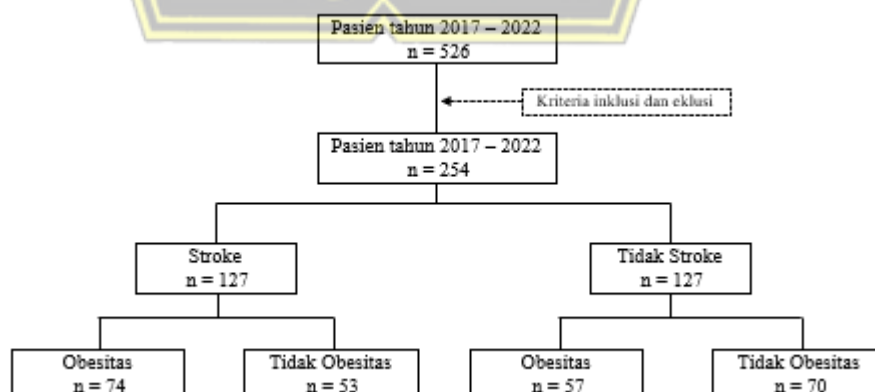 Pasien tahun 2017 – 2022
n = 526
Kriteria inklusi dan eklusi
Pasien tahun 2017 – 2022
n = 254
Stroke
n = 127
Tidak Stroke
n = 127
Obesitas
n = 74
Tidak Obesitas
n = 53
Obesitas
n = 57
Tidak Obesitas
n = 70